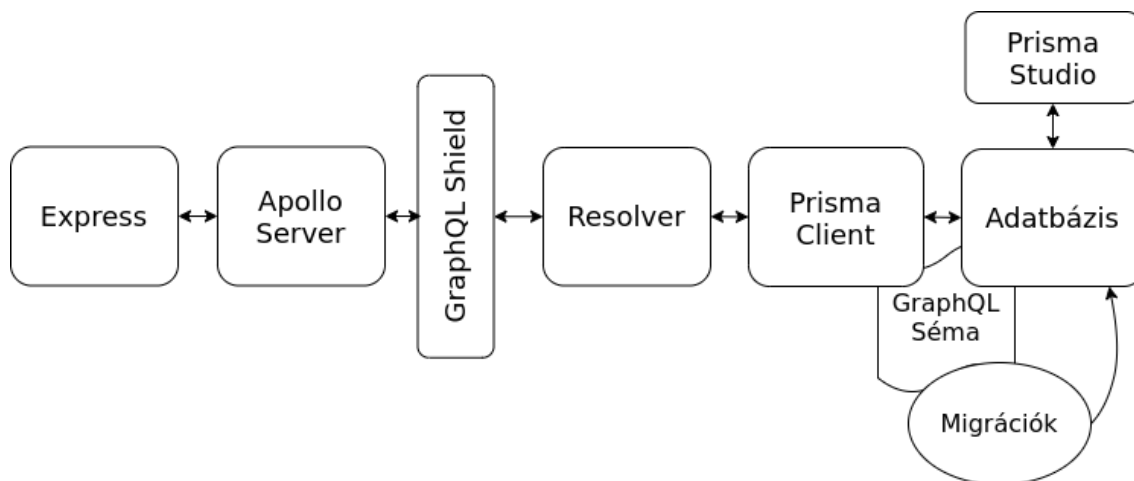 Prisma
Studio
Express
Apollo
Server
GraphQL Shield
Resolver
Prisma
Client
Adatbázis
GraphQL
Séma
Migrációk